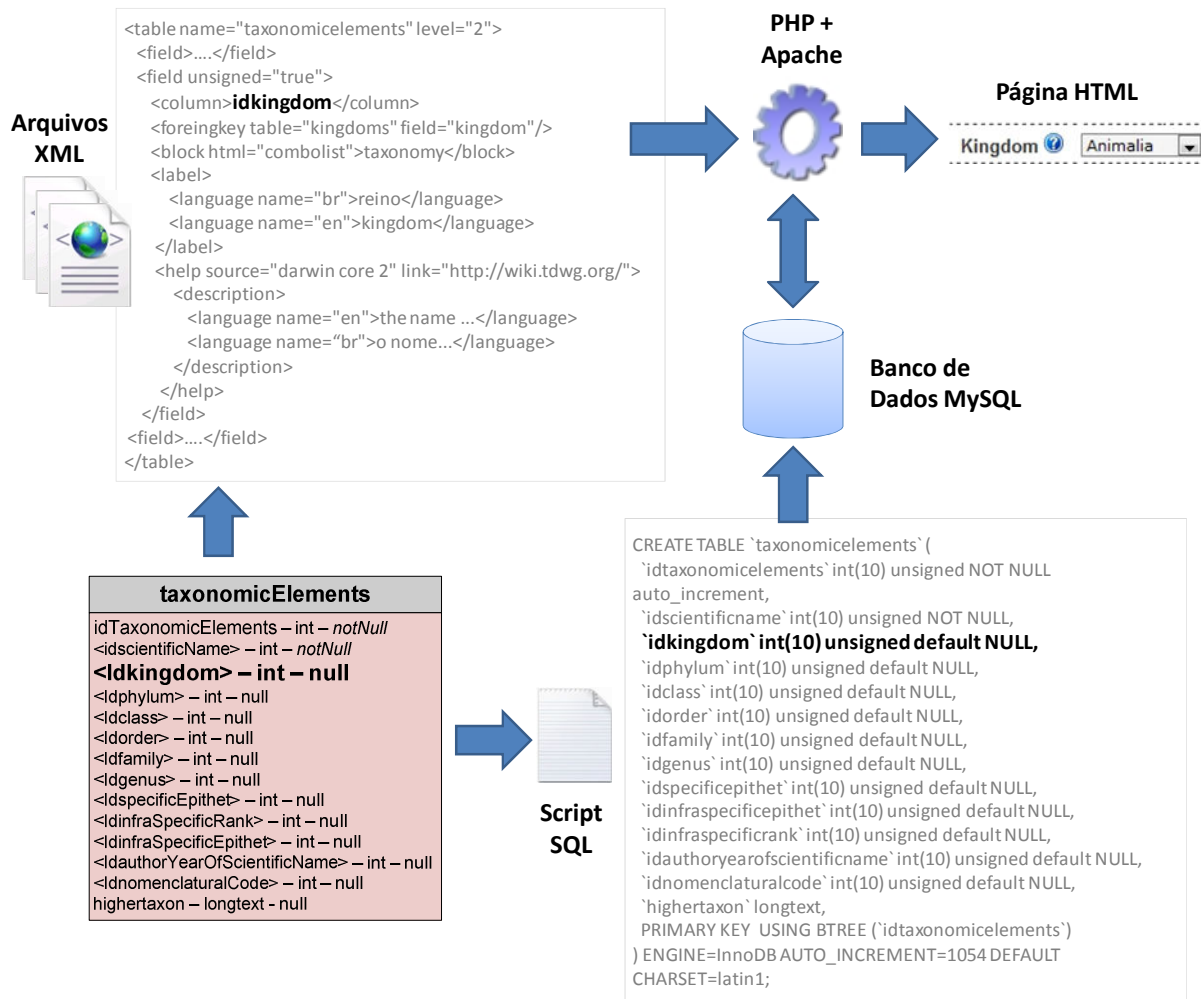 Arquivos
XML
<table name="taxonomicelements" level="2">
<field>....</field>
<field unsigned="true">
<column>idkingdom</column>
<foreingkey table="kingdoms" field="kingdom"/>
<block html="combolist">taxonomy</block>
<label>
<language name="br">reino</language>
<language name="en">kingdom</language>
</label>
<help source="darwin core 2" link="http://wiki.tdwg.org/">
<description>
<language name="en">the name ...</language>
<language name=“br">o nome...</language>
</description>
</help>
</field>
<field>....</field>
</table>
PHP +
Apache
Página HTML
Kingdom ? Animalia
Banco de
Dados MySQL
taxonomicElements
idTaxonomicElements – int – notNull
<idscientificName> – int – notNull
<Idkingdom> – int – null
<Idphylum> – int – null
<Idclass> – int – null
<Idorder> – int – null
<Idfamily> – int – null
<Idgenus> – int – null
<IdspecificEpithet> – int – null
<IdinfraSpecificRank> – int – null
<IdinfraSpecificEpithet> – int – null
<IdauthorYearOfScientificName> – int – null
<IdnomenclaturalCode> – int – null
highertaxon – longtext - null
Script
SQL
CREATE TABLE `taxonomicelements` (
`idtaxonomicelements` int(10) unsigned NOT NULL
auto_increment,
`idscientificname` int(10) unsigned NOT NULL,
`idkingdom` int(10) unsigned default NULL,
`idphylum` int(10) unsigned default NULL,
`idclass` int(10) unsigned default NULL,
`idorder` int(10) unsigned default NULL,
`idfamily` int(10) unsigned default NULL,
`idgenus` int(10) unsigned default NULL,
`idspecificepithet` int(10) unsigned default NULL,
`idinfraspecificepithet` int(10) unsigned default NULL,
`idinfraspecificrank` int(10) unsigned default NULL,
`idauthoryearofscientificname` int(10) unsigned default NULL,
`idnomenclaturalcode` int(10) unsigned default NULL,
`highertaxon` longtext,
PRIMARY KEY USING BTREE (`idtaxonomicelements`)
) ENGINE=InnoDB AUTO_INCREMENT=1054 DEFAULT
CHARSET=latin1;